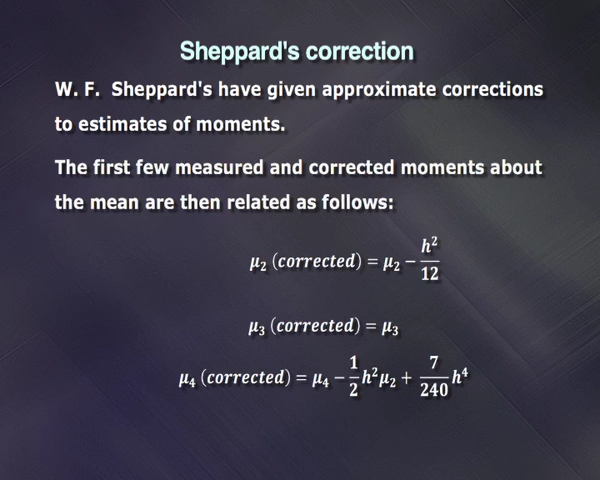 Sheppard's correction
W. F. Sheppard's have given approximate corrections
to estimates of moments.
The first few measured and corrected moments about
the mean are then related as follows:
μ₂ (corrected) = μ₂ − h²/12
μ₃ (corrected) = μ₃
μ₄ (corrected) = μ₄ − 1/2 h²μ₂ + 7/240 h⁴